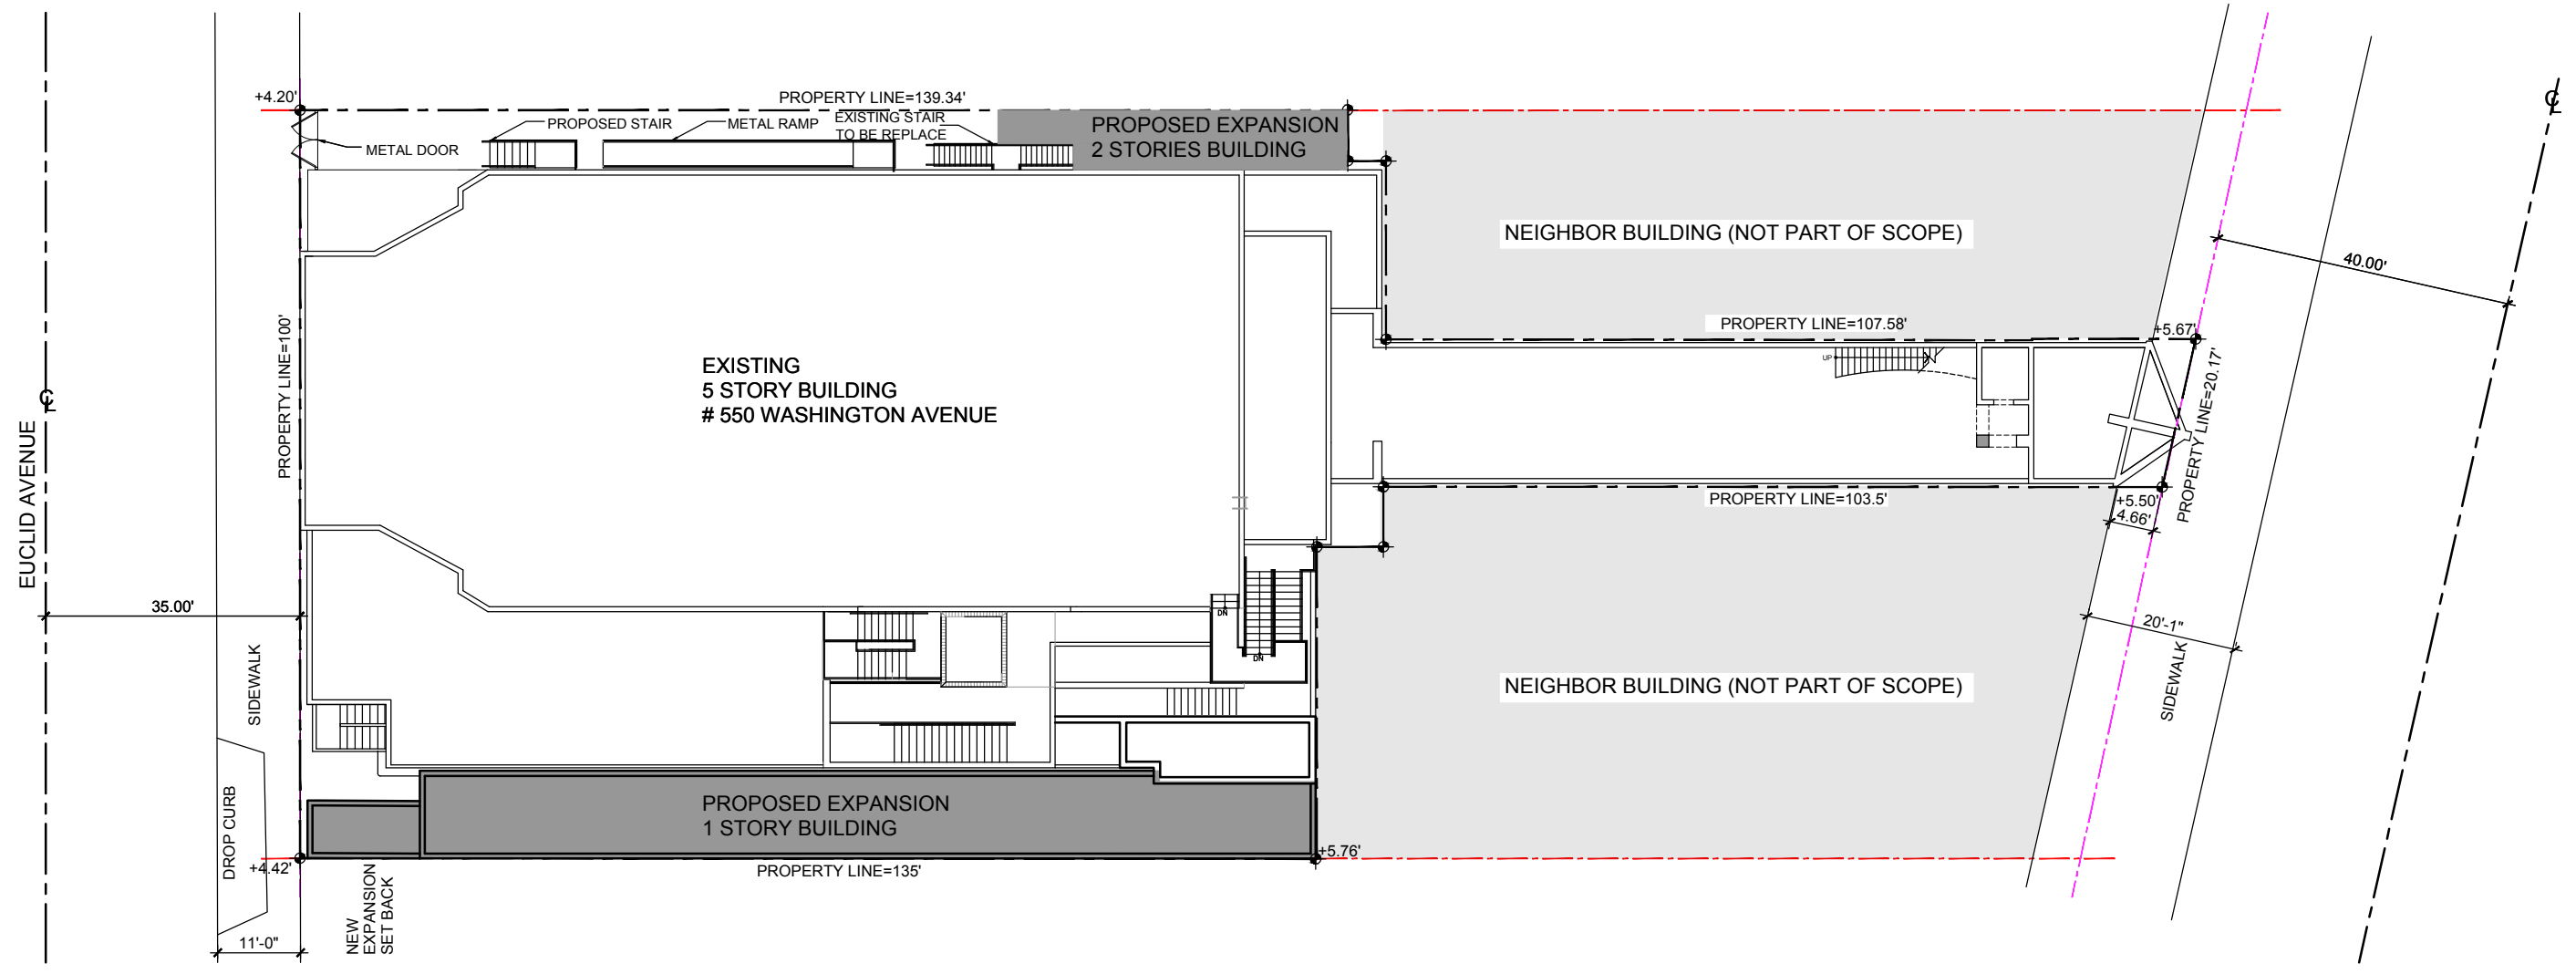 +4.20'
PROPERTY LINE=139.34'
PROPOSED STAIR
METAL RAMP
EXISTING STAIR
TO BE REPLACE
PROPOSED EXPANSION
2 STORIES BUILDING
METAL DOOR
NEIGHBOR BUILDING (NOT PART OF SCOPE)
40.00'
℄
PROPERTY LINE=100'
PROPERTY LINE=107.58'
+5.67'
UP
PROPERTY LINE=20.17'
EXISTING
5 STORY BUILDING
# 550 WASHINGTON AVENUE
℄
EUCLID AVENUE
PROPERTY LINE=103.5'
+5.50'
4.66'
35.00'
DN
DN
20'-1"
SIDEWALK
SIDEWALK
NEIGHBOR BUILDING (NOT PART OF SCOPE)
DROP CURB
PROPOSED EXPANSION
1 STORY BUILDING
+4.42'
+5.76'
PROPERTY LINE=135'
NEW
EXPANSION
SET BACK
11'-0"